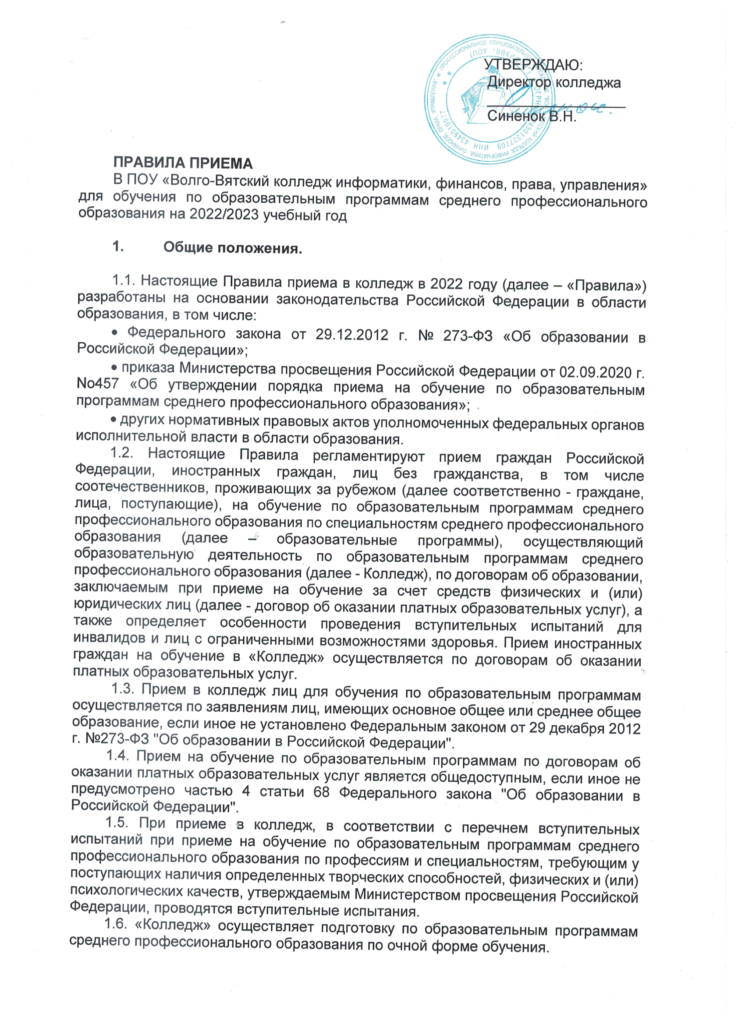 УТВЕРЖДАЮ:
Директор колледжа
Синенок В.Н.
ПРАВИЛА ПРИЕМА
В ПОУ «Волго-Вятский колледж информатики, финансов, права, управления»
для обучения по образовательным программам среднего профессионального
образования на 2022/2023 учебный год
1. Общие положения.
1.1. Настоящие Правила приема в колледж в 2022 году (далее – «Правила»)
разработаны на основании законодательства Российской Федерации в области
образования, в том числе:
• Федерального закона от 29.12.2012 г. № 273-ФЗ «Об образовании в
Российской Федерации»;
• приказа Министерства просвещения Российской Федерации от 02.09.2020 г.
No457 «Об утверждении порядка приема на обучение по образовательным
программам среднего профессионального образования»;
• других нормативных правовых актов уполномоченных федеральных органов
исполнительной власти в области образования.
1.2. Настоящие Правила регламентируют прием граждан Российской
Федерации, иностранных граждан, лиц без гражданства, в том числе
соотечественников, проживающих за рубежом (далее соответственно - граждане,
лица, поступающие), на обучение по образовательным программам среднего
профессионального образования по специальностям среднего профессионального
образования (далее – образовательные программы), осуществляющий
образовательную деятельность по образовательным программам среднего
профессионального образования (далее - Колледж), по договорам об образовании,
заключаемым при приеме на обучение за счет средств физических и (или)
юридических лиц (далее - договор об оказании платных образовательных услуг), а
также определяет особенности проведения вступительных испытаний для
инвалидов и лиц с ограниченными возможностями здоровья. Прием иностранных
граждан на обучение в «Колледж» осуществляется по договорам об оказании
платных образовательных услуг.
1.3. Прием в колледж лиц для обучения по образовательным программам
осуществляется по заявлениям лиц, имеющих основное общее или среднее общее
образование, если иное не установлено Федеральным законом от 29 декабря 2012
г. №273-ФЗ "Об образовании в Российской Федерации".
1.4. Прием на обучение по образовательным программам по договорам об
оказании платных образовательных услуг является общедоступным, если иное не
предусмотрено частью 4 статьи 68 Федерального закона "Об образовании в
Российской Федерации".
1.5. При приеме в колледж, в соответствии с перечнем вступительных
испытаний при приеме на обучение по образовательным программам среднего
профессионального образования по профессиям и специальностям, требующим у
поступающих наличия определенных творческих способностей, физических и (или)
психологических качеств, утверждаемым Министерством просвещения Российской
Федерации, проводятся вступительные испытания.
1.6. «Колледж» осуществляет подготовку по образовательным программам
среднего профессионального образования по очной форме обучения.